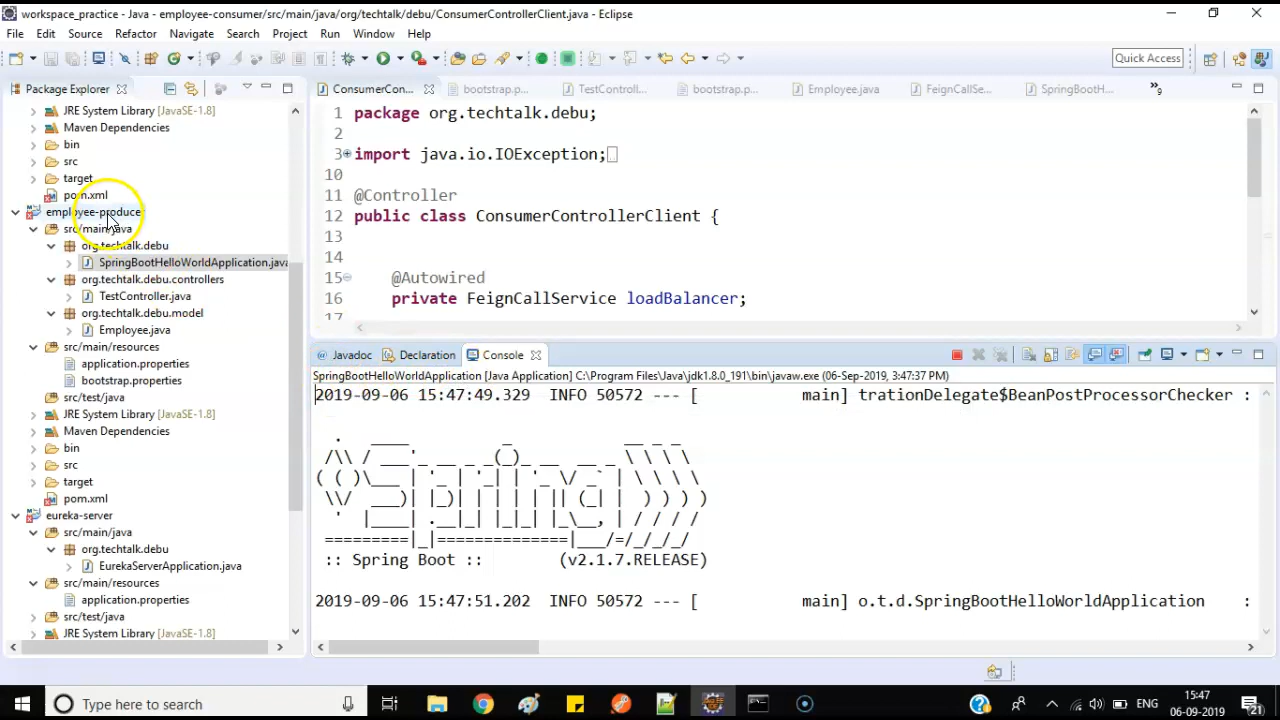 workspace_practice - Java - employee-consumer/src/main/java/org/techtalk/debu/ConsumerControllerClient.java - Eclipse
File Edit Source Refactor Navigate Search Project Run Window Help
Quick Access
Package Explorer
JRE System Library [JavaSE-1.8]
Maven Dependencies
bin
src
target
pom.xml
employee-producer
src/main/java
org.techtalk.debu
SpringBootHelloWorldApplication.java
org.techtalk.debu.controllers
TestController.java
org.techtalk.debu.model
Employee.java
src/main/resources
application.properties
bootstrap.properties
src/test/java
JRE System Library [JavaSE-1.8]
Maven Dependencies
bin
src
target
pom.xml
eureka-server
src/main/java
org.techtalk.debu
EurekaServerApplication.java
src/main/resources
application.properties
src/test/java
JRE System Library [JavaSE-1.8]
ConsumerCon... bootstrap.p... TestControll... bootstrap.p... Employee.java FeignCallSe... SpringBootH... »9
1 package org.techtalk.debu;
2
3 import java.io.IOException;
10
11 @Controller
12 public class ConsumerControllerClient {
13
14
15 @Autowired
16 private FeignCallService loadBalancer;
17
Javadoc Declaration Console
SpringBootHelloWorldApplication [Java Application] C:\Program Files\Java\jdk1.8.0_191\bin\javaw.exe (06-Sep-2019, 3:47:37 PM)
2019-09-06 15:47:49.329 INFO 50572 --- [ main] trationDelegate$BeanPostProcessorChecker :
:: Spring Boot :: (v2.1.7.RELEASE)
2019-09-06 15:47:51.202 INFO 50572 --- [ main] o.t.d.SpringBootHelloWorldApplication :
Type here to search
ENG
15:47
06-09-2019
21